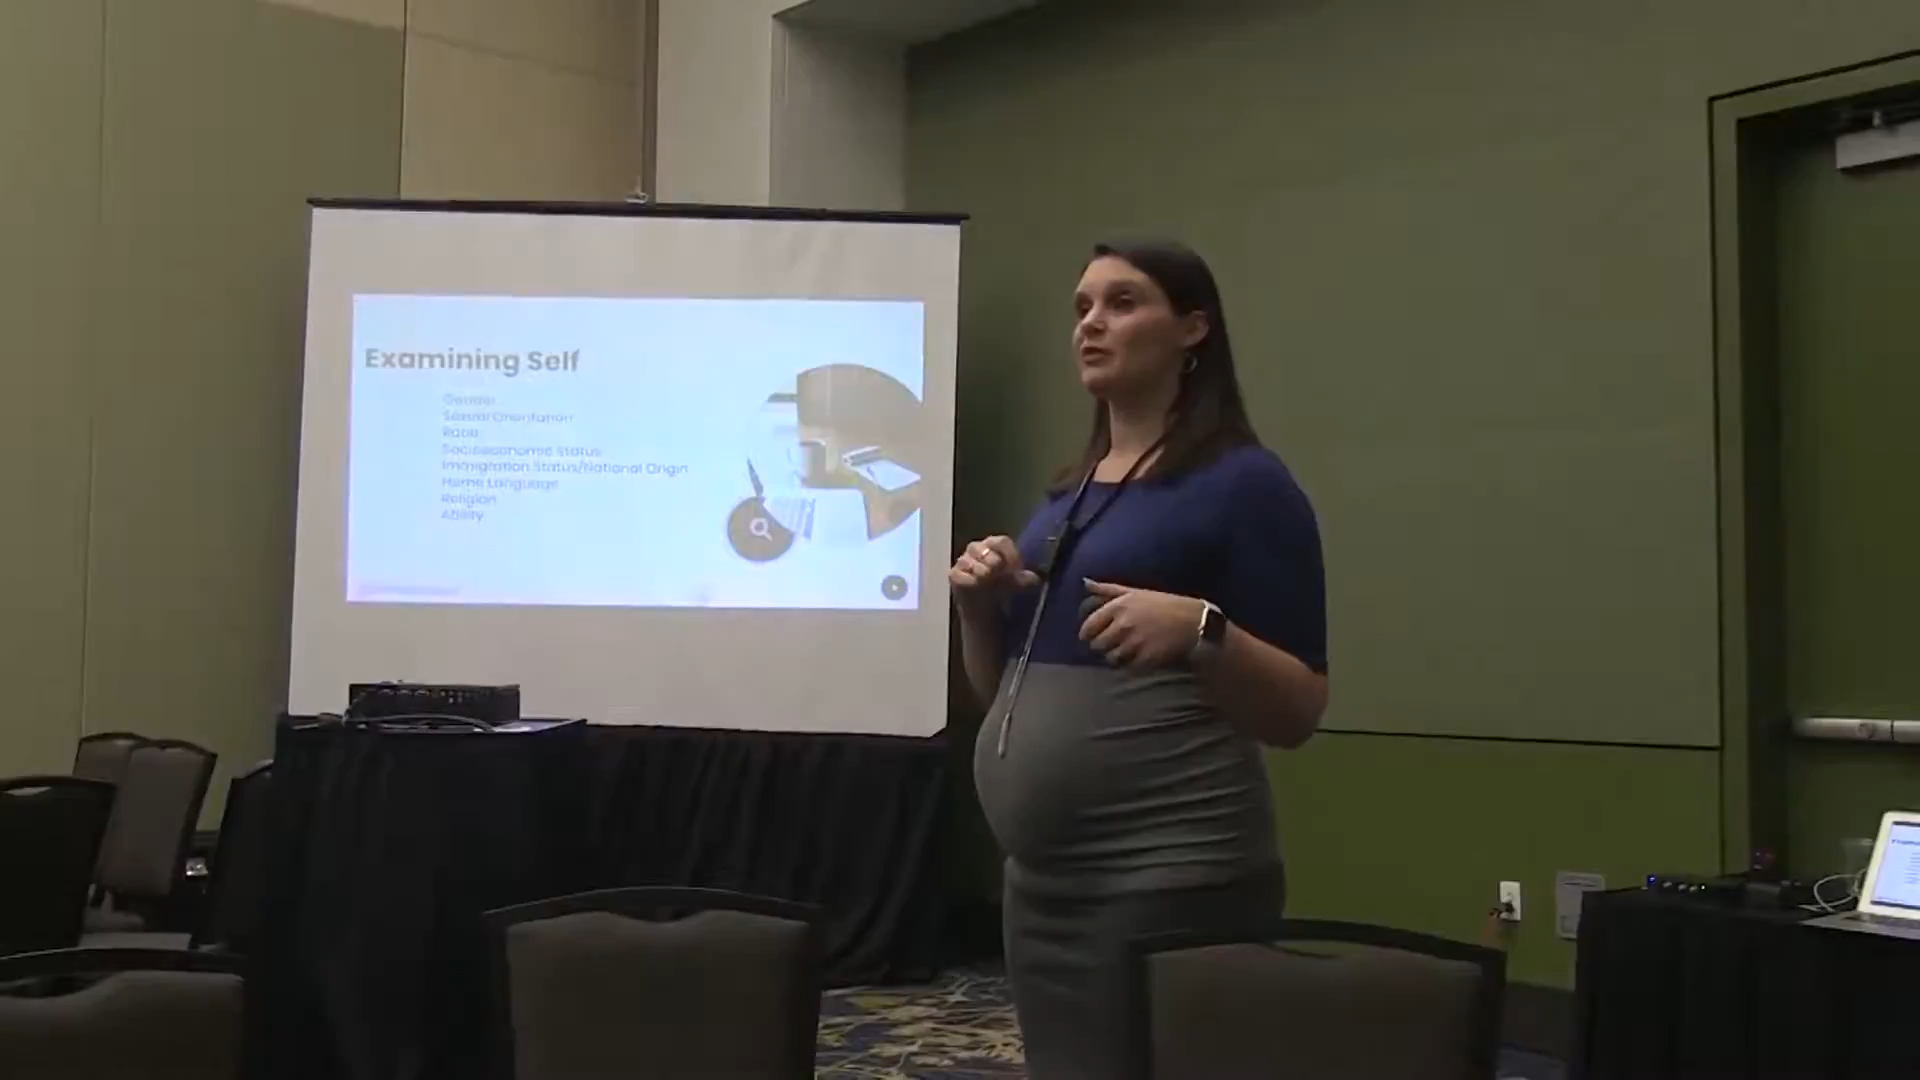 Examining Self
Gender
Sexual Orientation
Race
Socioeconomic Status
Immigration Status/National Origin
Home Language
Religion
Ability